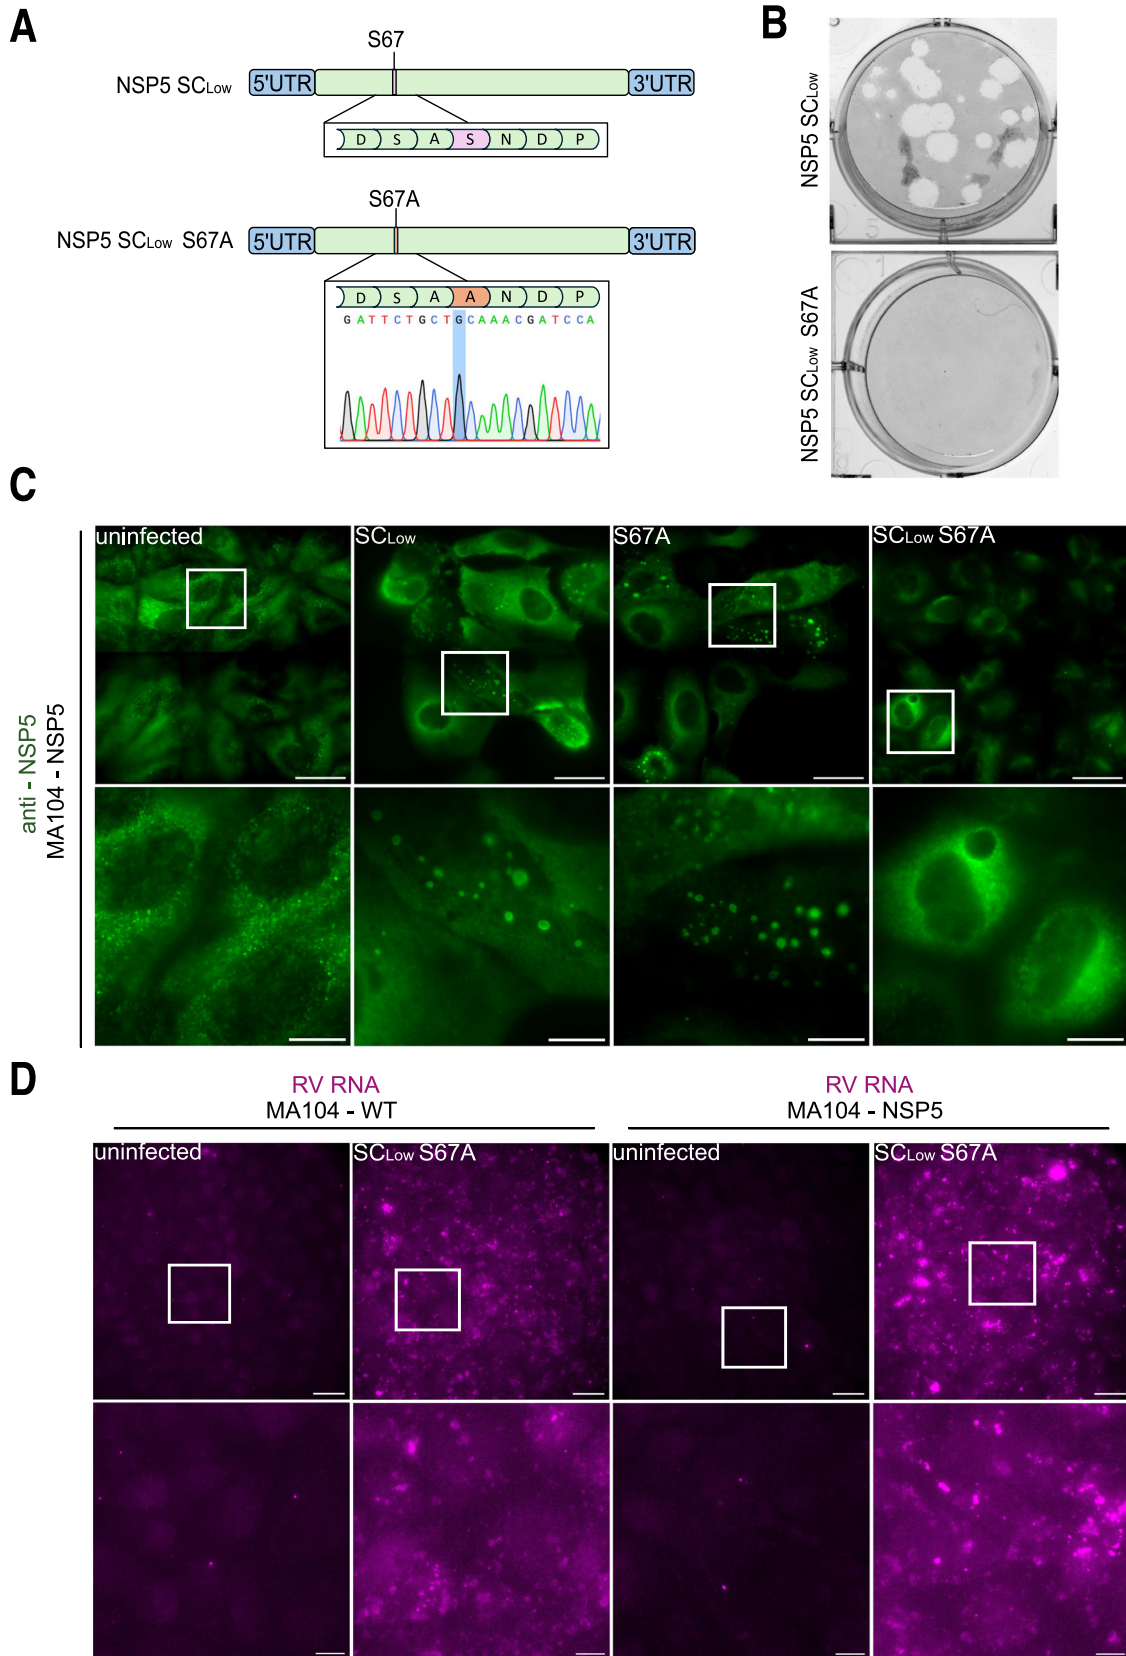 A
S67
NSP5 SCLow
5'UTR
3'UTR
D S A S N D P
S67A
NSP5 SCLow S67A
5'UTR
3'UTR
D S A A N D P
G A T T C T G C T G C A A A C G A T C C A
B
NSP5 SCLow
5
NSP5 SCLow S67A
C
uninfected
SCLow
S67A
SCLow S67A
anti - NSP5
MA104 - NSP5
D
RV RNA
MA104 - WT
RV RNA
MA104 - NSP5
uninfected
SCLow S67A
uninfected
SCLow S67A